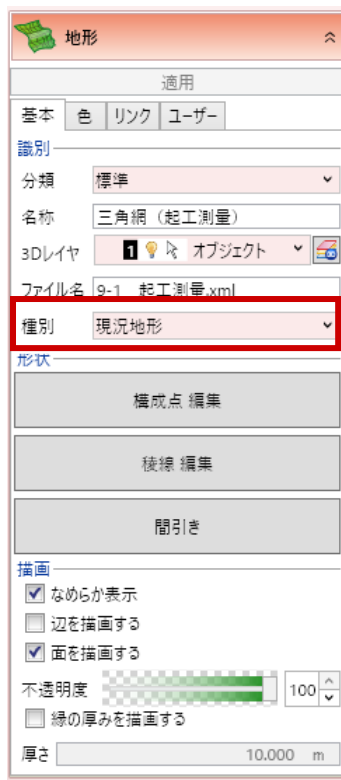 地形
適用
基本 色 リンク ユーザー
識別
分類 標準
名称 三角網（起工測量）
3Dレイヤ 1 オブジェクト
ファイル名 9-1 起工測量.xml
種別 現況地形
形状
構成点 編集
稜線 編集
間引き
描画
なめらか表示
辺を描画する
面を描画する
不透明度 100
縁の厚みを描画する
厚さ 10.000 m